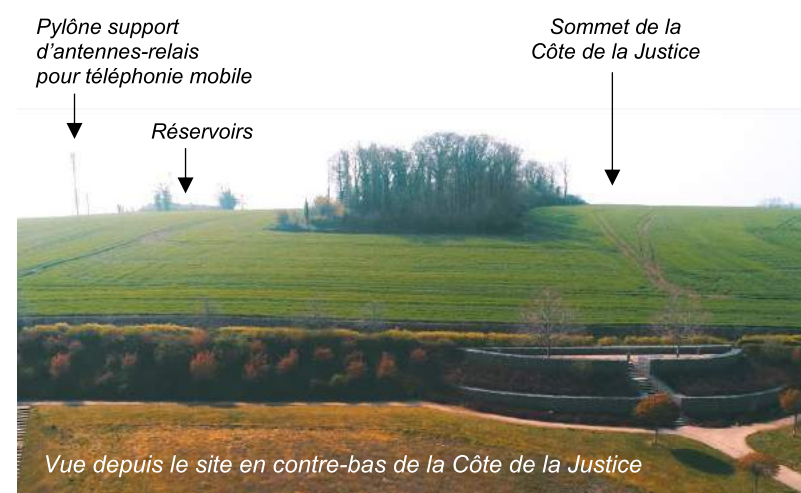 Pylône support
d'antennes-relais
pour téléphonie mobile
Réservoirs
Sommet de la
Côte de la Justice
Vue depuis le site en contre-bas de la Côte de la Justice